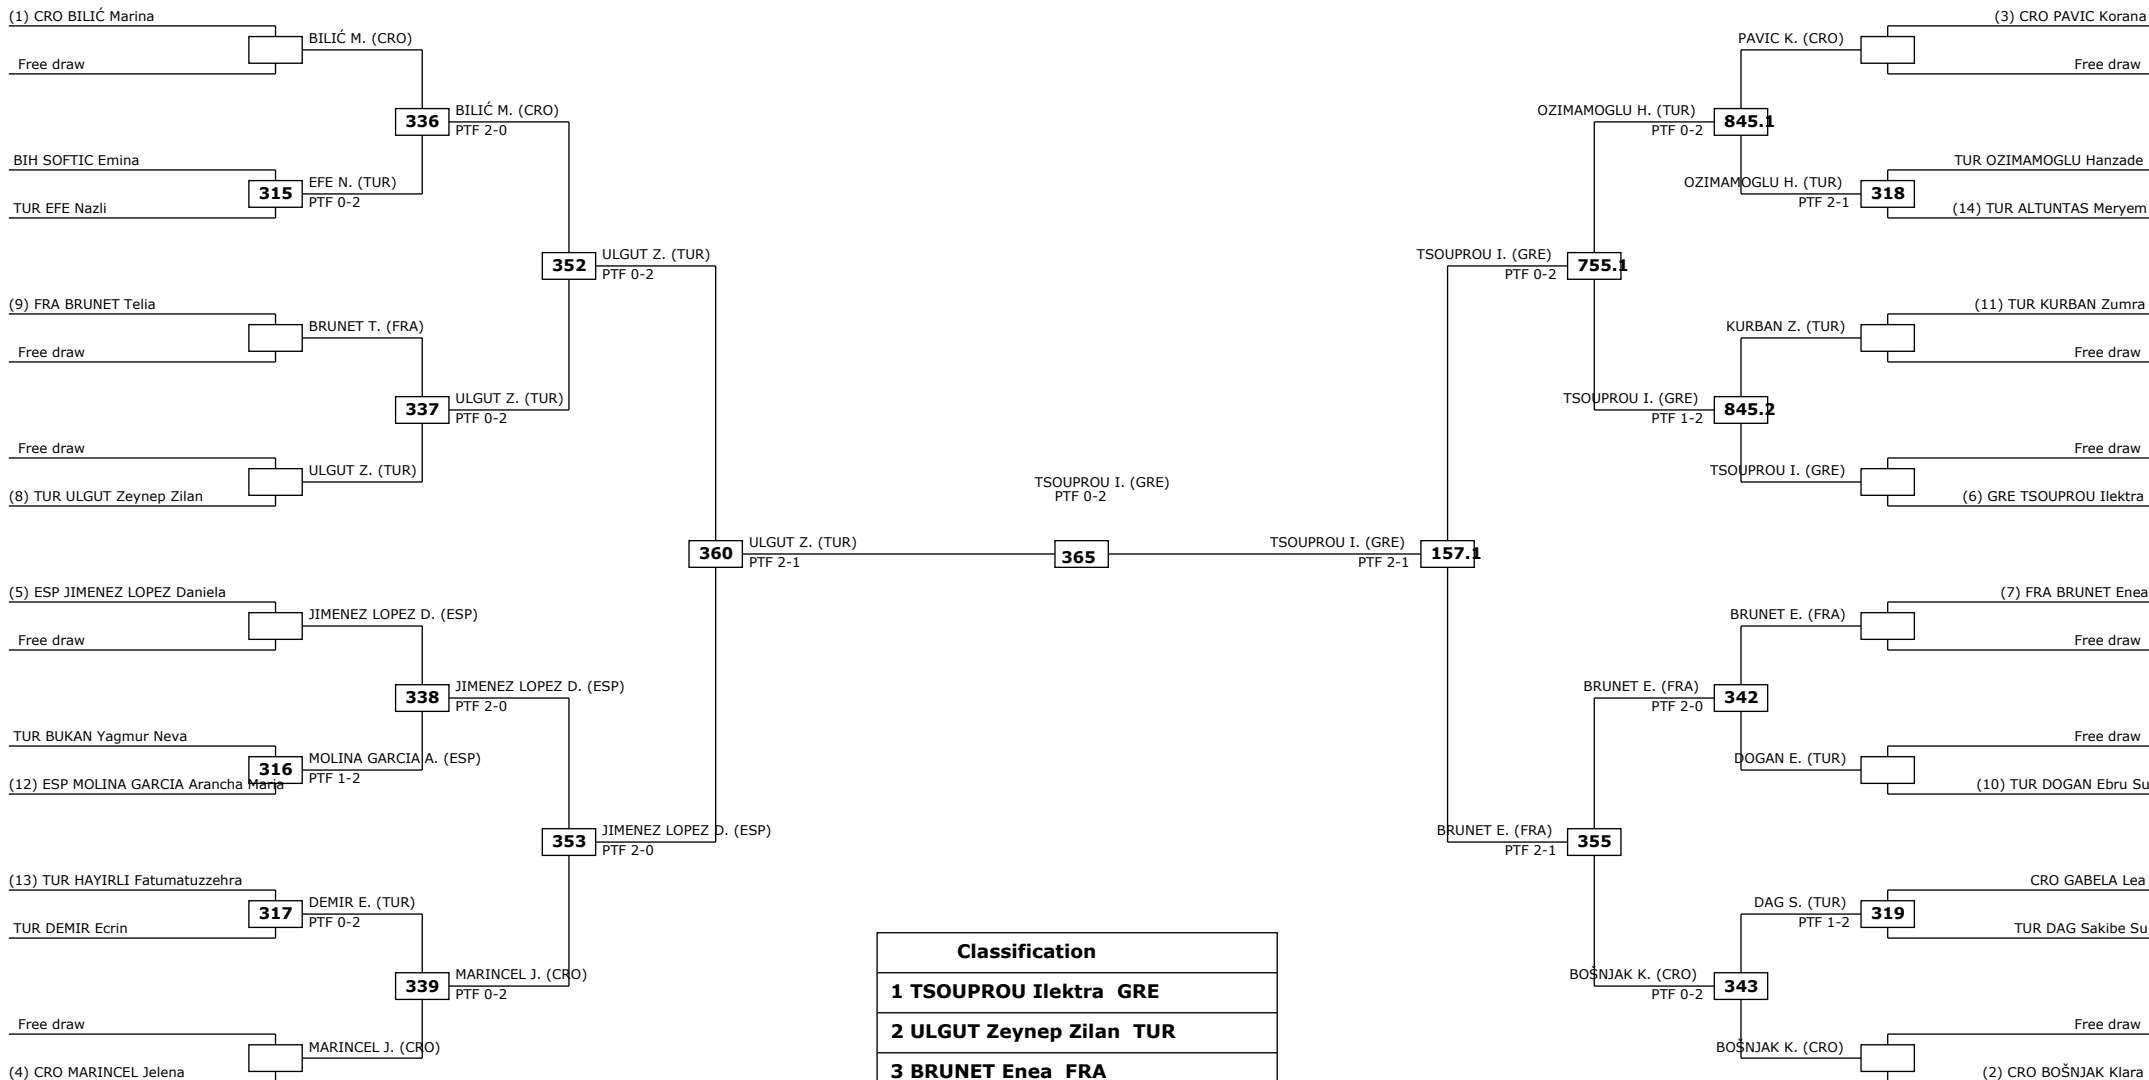 (1) CRO BILIĆ Marina
BILIĆ M. (CRO)
Free draw
336
BILIĆ M. (CRO)
PTF 2-0
BIH SOFTIC Emina
315
EFE N. (TUR)
PTF 0-2
TUR EFE Nazli
352
ULGUT Z. (TUR)
PTF 0-2
(9) FRA BRUNET Telia
BRUNET T. (FRA)
Free draw
337
ULGUT Z. (TUR)
PTF 0-2
Free draw
ULGUT Z. (TUR)
(8) TUR ULGUT Zeynep Zilan
360
ULGUT Z. (TUR)
PTF 2-1
(5) ESP JIMENEZ LOPEZ Daniela
JIMENEZ LOPEZ D. (ESP)
Free draw
338
JIMENEZ LOPEZ D. (ESP)
PTF 2-0
TUR BUKAN Yagmur Neva
316
MOLINA GARCIA A. (ESP)
PTF 1-2
(12) ESP MOLINA GARCIA Arancha Maria
353
JIMENEZ LOPEZ D. (ESP)
PTF 2-0
(13) TUR HAYIRLI Fatumatuzzehra
317
DEMIR E. (TUR)
PTF 0-2
TUR DEMIR Ecrin
339
MARINCEL J. (CRO)
PTF 0-2
Free draw
MARINCEL J. (CRO)
(4) CRO MARINCEL Jelena
TSOUPROU I. (GRE)
PTF 0-2
365
(3) CRO PAVIC Korana
PAVIC K. (CRO)
Free draw
OZIMAMOGLU H. (TUR)
PTF 0-2
845.1
TUR OZIMAMOGLU Hanzade
OZIMAMOGLU H. (TUR)
PTF 2-1
318
(14) TUR ALTUNTAS Meryem
TSOUPROU I. (GRE)
PTF 0-2
755.1
(11) TUR KURBAN Zumra
KURBAN Z. (TUR)
Free draw
TSOUPROU I. (GRE)
PTF 1-2
845.2
Free draw
TSOUPROU I. (GRE)
(6) GRE TSOUPROU Ilektra
TSOUPROU I. (GRE)
PTF 2-1
157.1
(7) FRA BRUNET Enea
BRUNET E. (FRA)
Free draw
BRUNET E. (FRA)
PTF 2-0
342
Free draw
DOGAN E. (TUR)
(10) TUR DOGAN Ebru Su
BRUNET E. (FRA)
PTF 2-1
355
CRO GABELA Lea
DAG S. (TUR)
PTF 1-2
319
TUR DAG Sakibe Su
BOŠNJAK K. (CRO)
PTF 0-2
343
Free draw
BOŠNJAK K. (CRO)
(2) CRO BOŠNJAK Klara
Classification
1 TSOUPROU Ilektra GRE
2 ULGUT Zeynep Zilan TUR
3 BRUNET Enea FRA